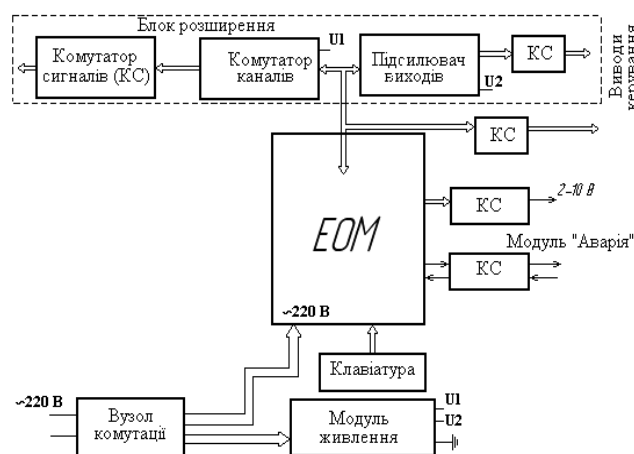 Блок розширення
Комутатор
сигналів (КС)
Комутатор
каналів
U1
Підсилювач
виходів
U2
КС
Виводи
керування
КС
ЕОМ
~220 В
КС
2-10 В
Модуль "Аварія"
КС
Клавіатура
~220 В
Вузол
комутації
Модуль
живлення
U1
U2